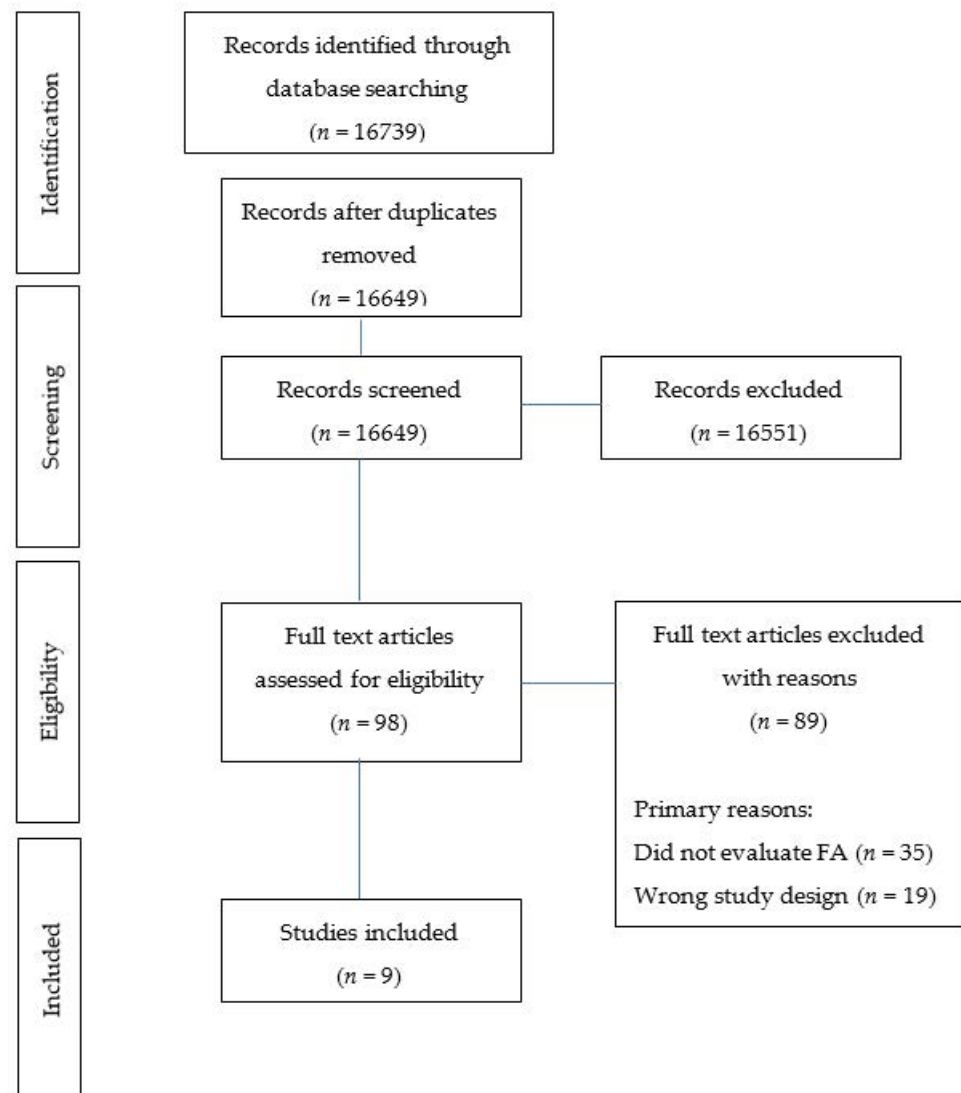 Identification
Records identified through
database searching
(n = 16739)
Records after duplicates
removed
(n = 16649)
Screening
Records screened
(n = 16649)
Records excluded
(n = 16551)
Eligibility
Full text articles
assessed for eligibility
(n = 98)
Full text articles excluded
with reasons
(n = 89)
Primary reasons:
Did not evaluate FA (n = 35)
Wrong study design (n = 19)
Included
Studies included
(n = 9)